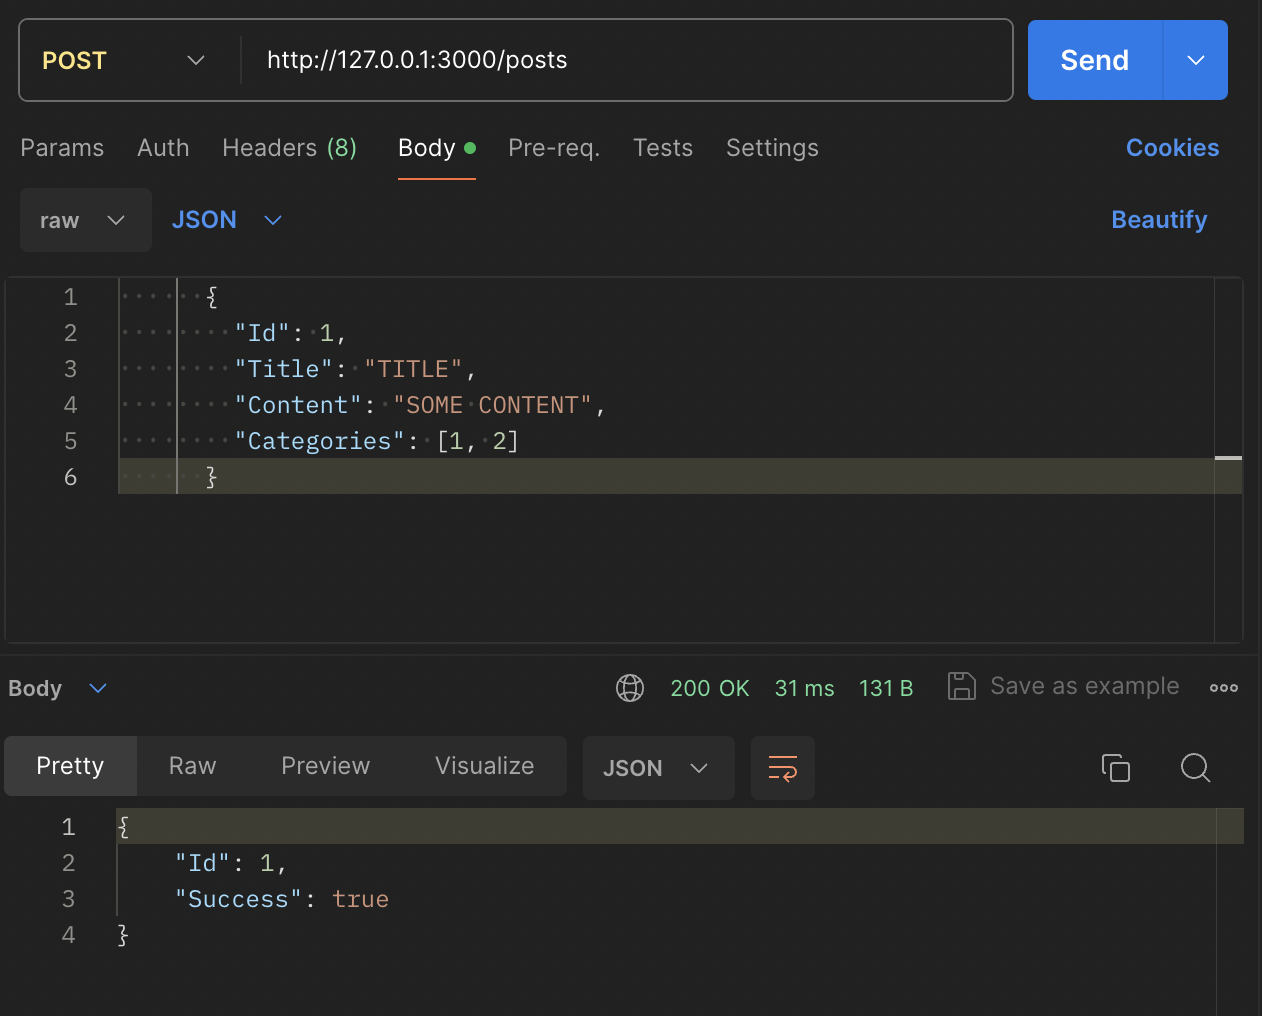 POST http://127.0.0.1:3000/posts Send
Params Auth Headers (8) Body Pre-req. Tests Settings Cookies
raw JSON Beautify
1 {
2 "Id": 1,
3 "Title": "TITLE",
4 "Content": "SOME CONTENT",
5 "Categories": [1, 2]
6 }
Body 200 OK 31 ms 131 B Save as example
Pretty Raw Preview Visualize JSON
1 {
2 "Id": 1,
3 "Success": true
4 }